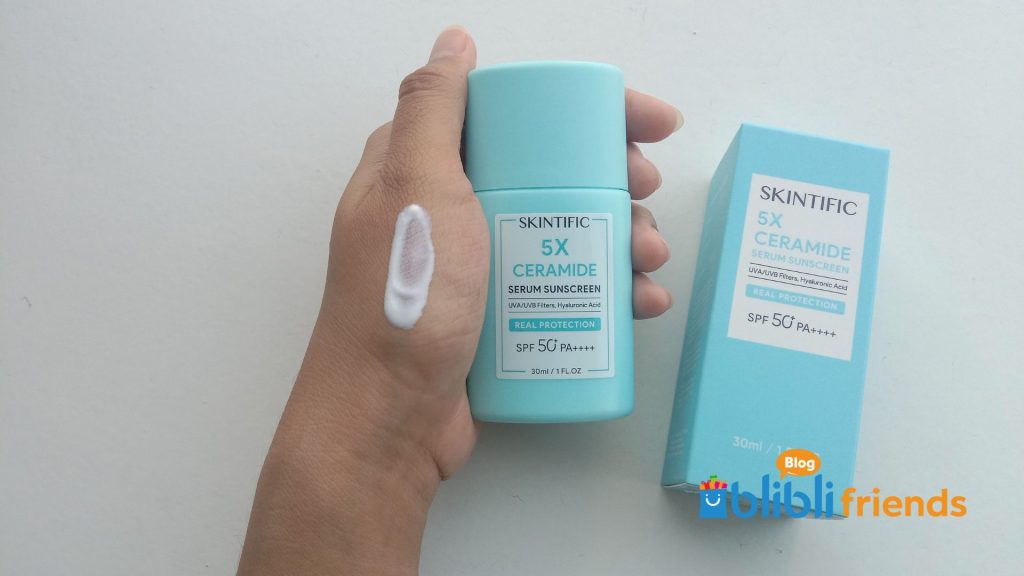 SKINTIFIC
5X
CERAMIDE
SERUM SUNSCREEN
UVA/UVB Filters, Hyaluronic Acid
REAL PROTECTION
SPF 50+ PA++++
30ml / 1 FL.OZ
SKINTIFIC
5X
CERAMIDE
SERUM SUNSCREEN
UVA/UVB Filters, Hyaluronic Acid
REAL PROTECTION
SPF 50+ PA++++
30ml / 1
Blog
blibli friends